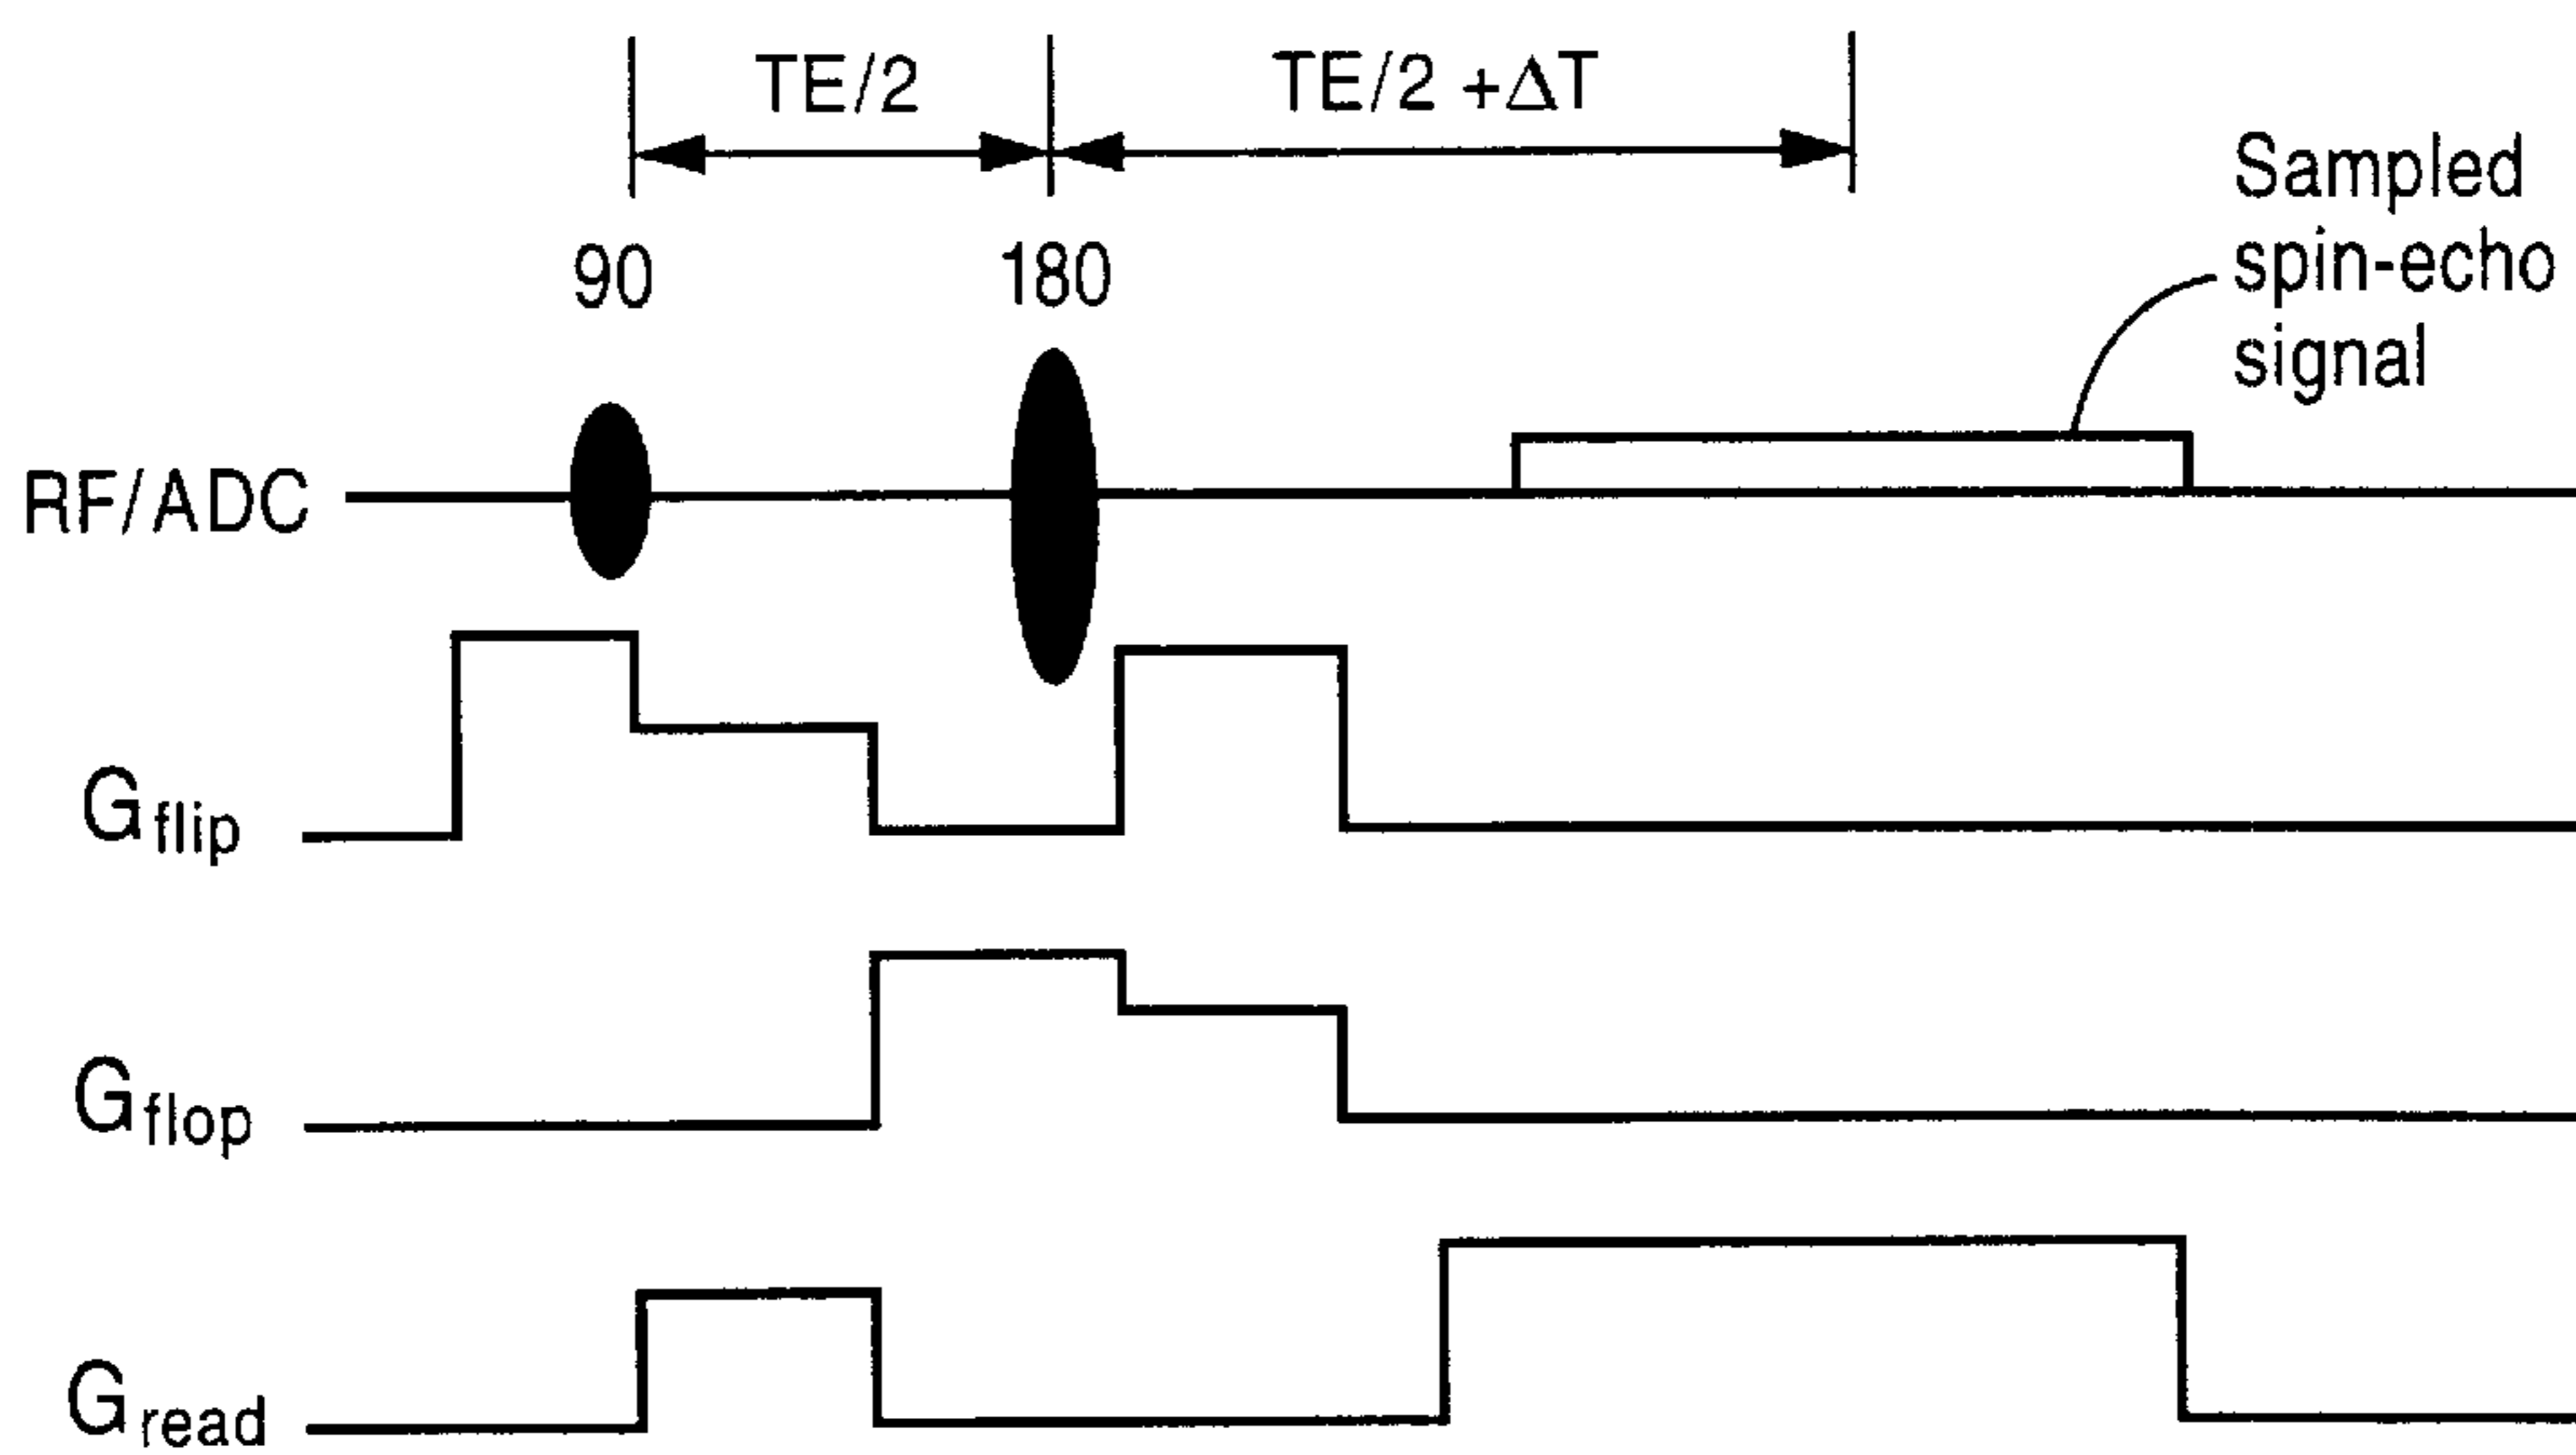 TE/2
TE/2 +ΔT
Sampled
spin-echo
signal
90
180
RF/ADC
Gflip
Gflop
Gread